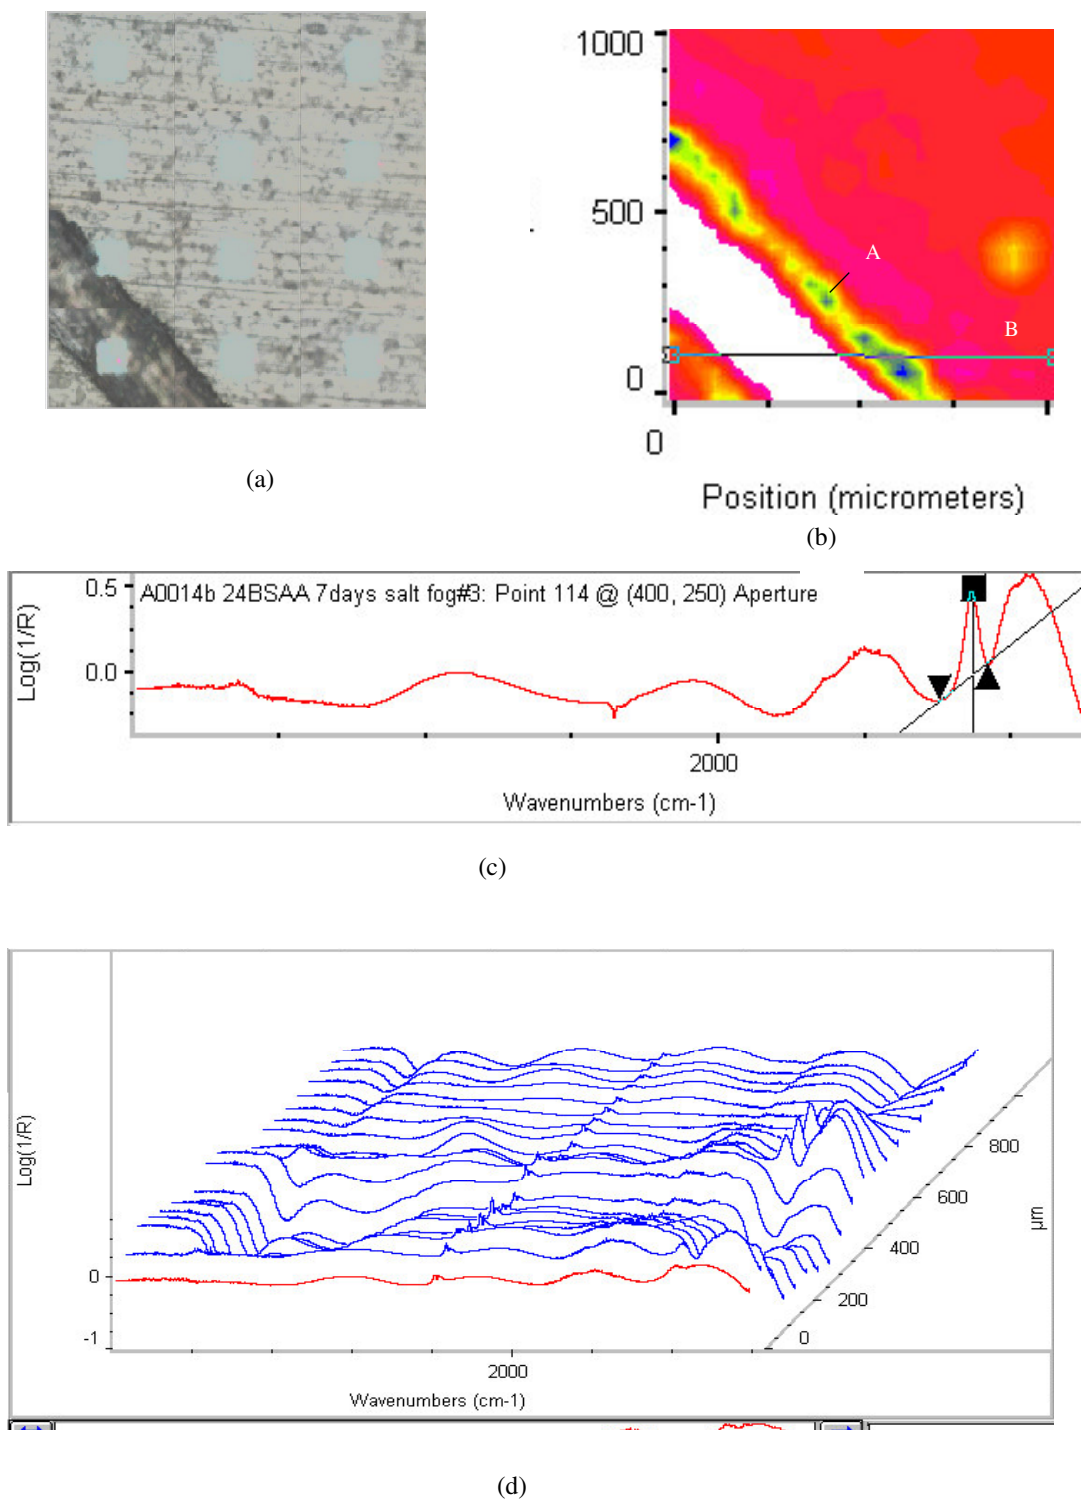 (a)
1000
500
0
0
A
B
Position (micrometers)
(b)
0.5
0.0
Log(1/R)
A0014b 24BSAA 7days salt fog#3: Point 114 @ (400, 250) Aperture
2000
Wavenumbers (cm-1)
(c)
Log(1/R)
0
-1
2000
Wavenumbers (cm-1)
0
200
400
600
800
µm
(d)